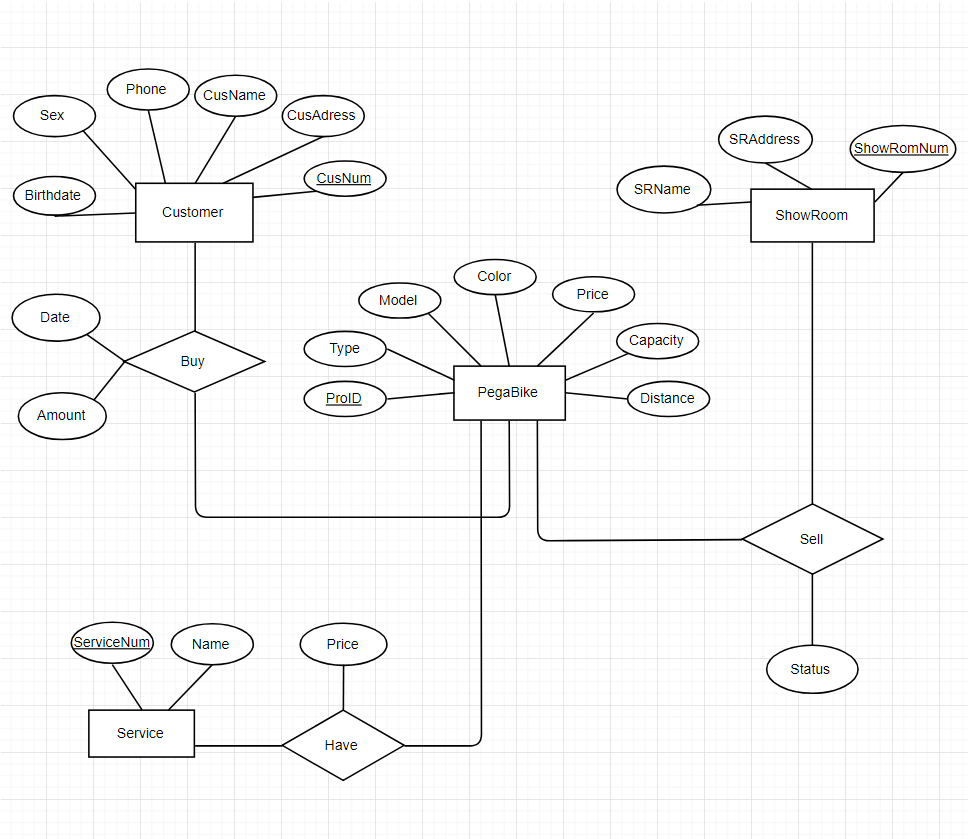 Sex
Phone
CusName
CusAdress
Birthdate
CusNum
Customer
SRName
SRAddress
ShowRomNum
ShowRoom
Date
Amount
Buy
Type
Model
Color
Price
Capacity
ProID
PegaBike
Distance
Sell
Status
ServiceNum
Name
Price
Service
Have